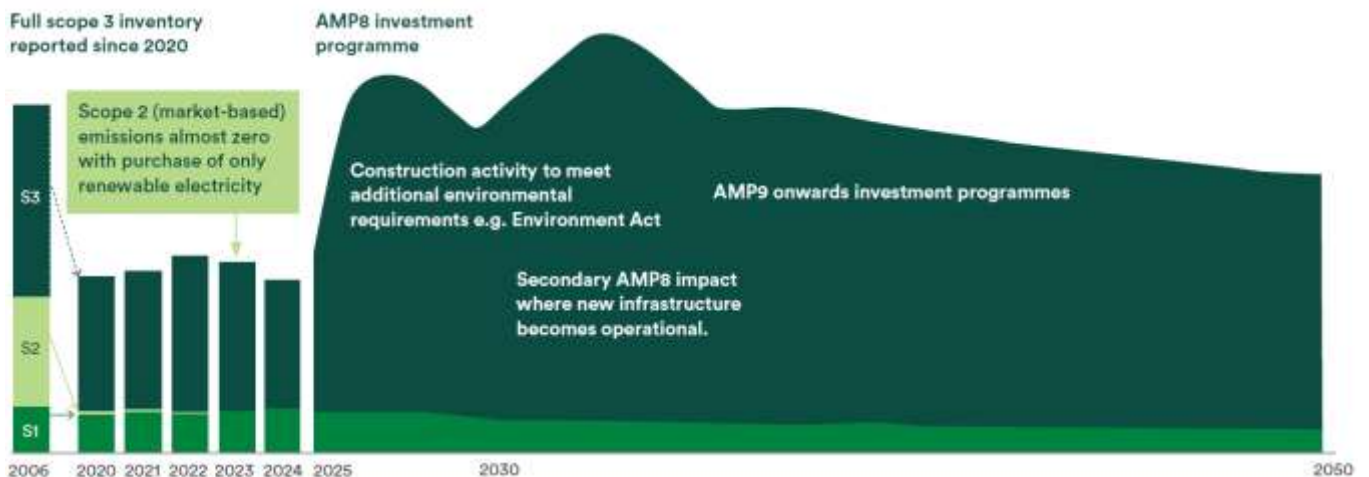 Full scope 3 inventory
reported since 2020
AMP8 investment
programme
Scope 2 (market-based)
emissions almost zero
with purchase of only
renewable electricity
S3
S2
S1
Construction activity to meet
additional environmental
requirements e.g. Environment Act
AMP9 onwards investment programmes
Secondary AMP8 impact
where new infrastructure
becomes operational.
2006 2020 2021 2022 2023 2024 2025 2030 2050